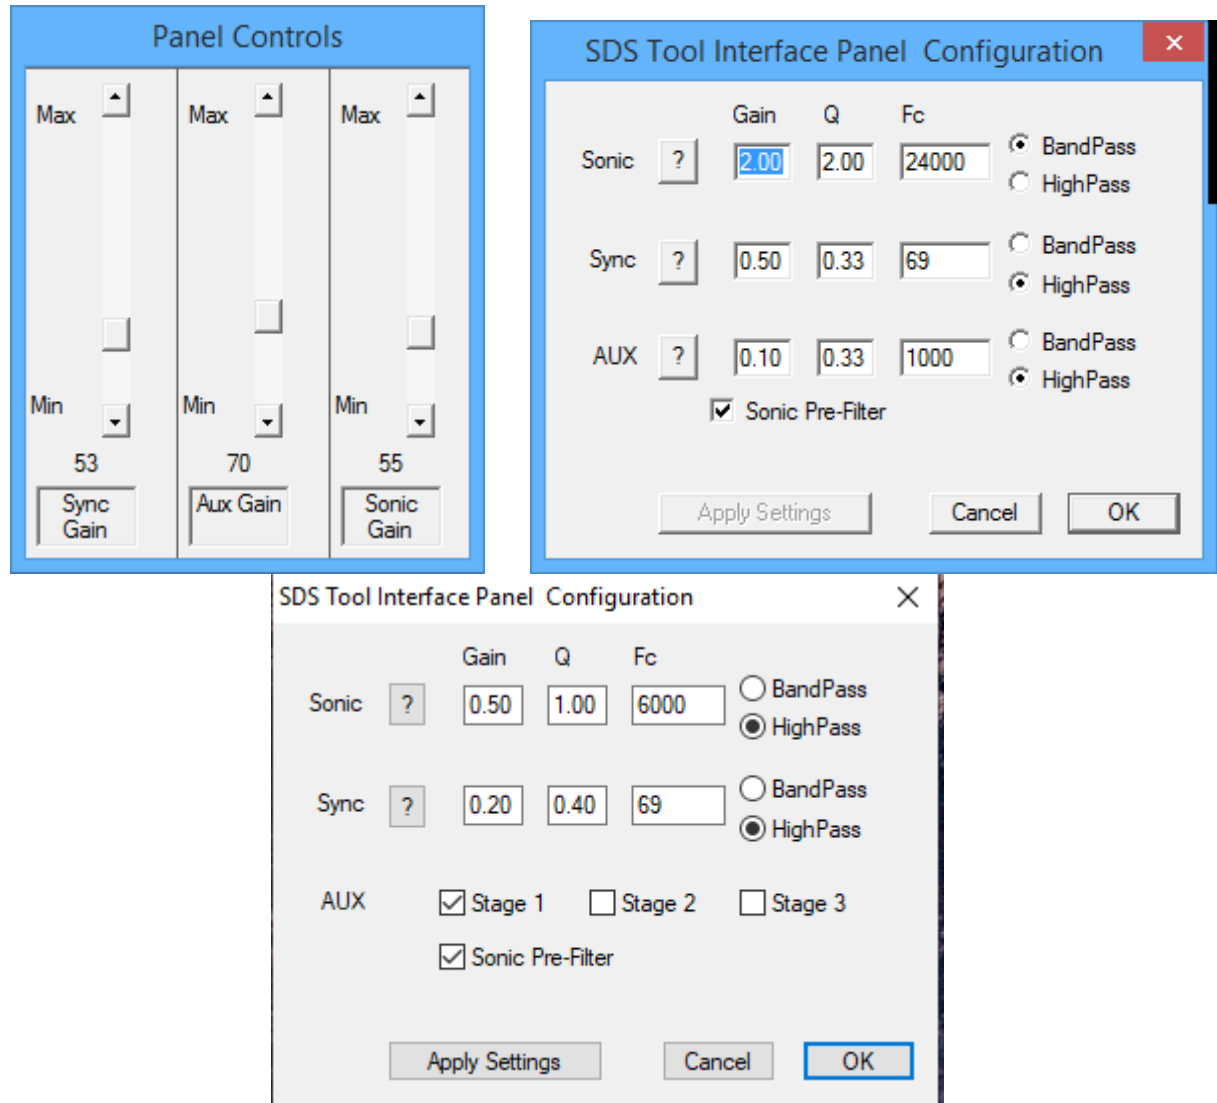 Panel Controls
Max Max Max
Min Min Min
53 70 55
Sync Gain Aux Gain Sonic Gain
SDS Tool Interface Panel Configuration
Gain Q Fc
Sonic ? 2.00 2.00 24000 BandPass
HighPass
Sync ? 0.50 0.33 69 BandPass
HighPass
AUX ? 0.10 0.33 1000 BandPass
HighPass
Sonic Pre-Filter
Apply Settings Cancel OK
SDS Tool Interface Panel Configuration
Gain Q Fc
Sonic ? 0.50 1.00 6000 BandPass
HighPass
Sync ? 0.20 0.40 69 BandPass
HighPass
AUX Stage 1 Stage 2 Stage 3
Sonic Pre-Filter
Apply Settings Cancel OK